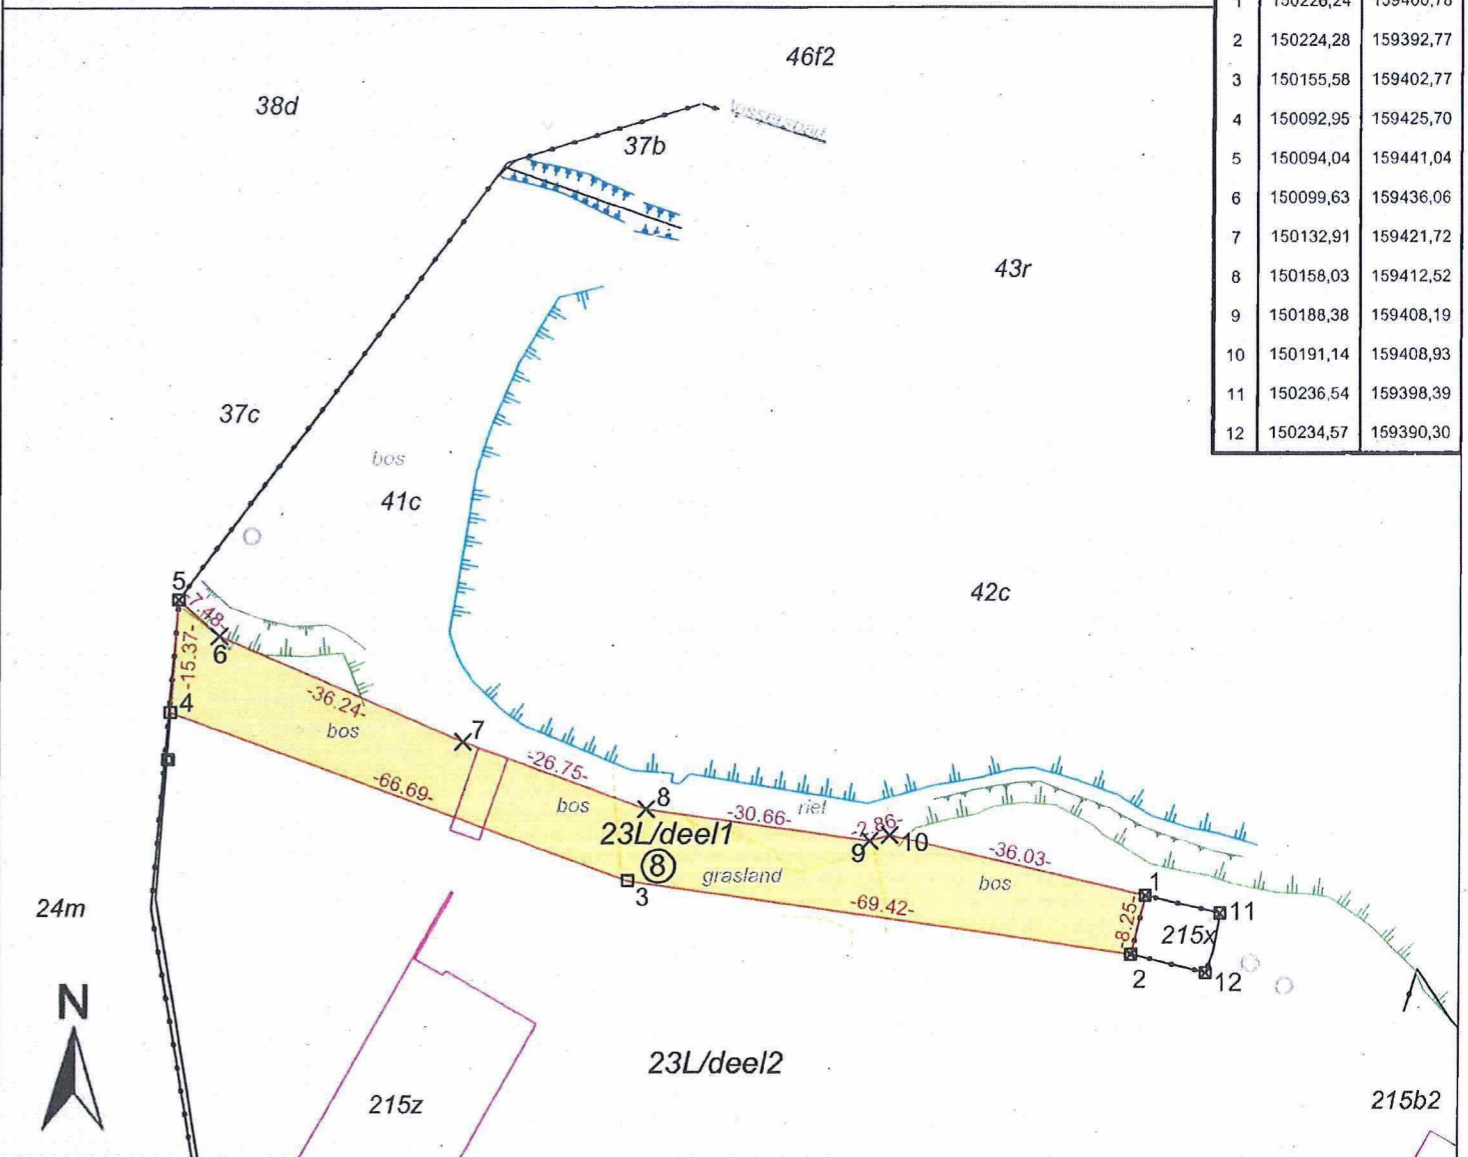 1 150226,24 159400,78
2 150224,28 159392,77
3 150155,58 159402,77
4 150092,95 159425,70
5 150094,04 159441,04
6 150099,63 159436,06
7 150132,91 159421,72
8 150158,03 159412,52
9 150188,38 159408,19
10 150191,14 159408,93
11 150236,54 159398,39
12 150234,57 159390,30
46f2
38d
37b
43r
37c
bos
41c
42c
5
-7.48-
6
-15.37-
4
-36.24-
bos
7
-26.75-
-66.69-
bos
8
-30.66-
riet
-2.86-
9
10
23L/deel1
8
grasland
3
-36.03-
bos
-69.42-
1
-8.25-
11
215x
2
12
24m
N
23L/deel2
215z
215b2